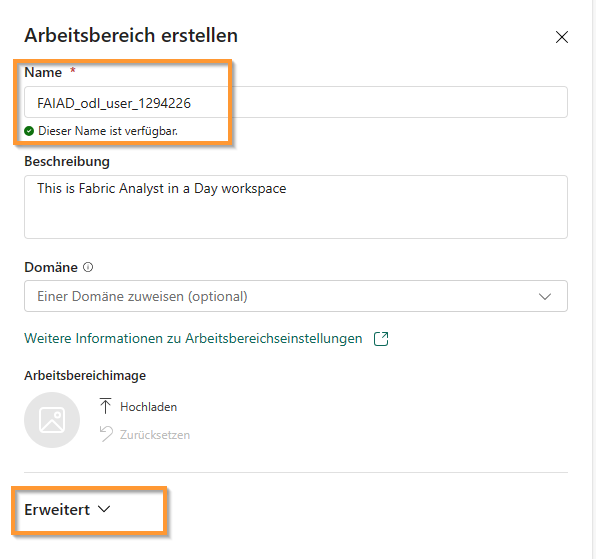 Arbeitsbereich erstellen
Name *
FAIAD_odl_user_1294226
Dieser Name ist verfügbar.
Beschreibung
This is Fabric Analyst in a Day workspace
Domäne
Einer Domäne zuweisen (optional)
Weitere Informationen zu Arbeitsbereichseinstellungen
Arbeitsbereichimage
Hochladen
Zurücksetzen
Erweitert